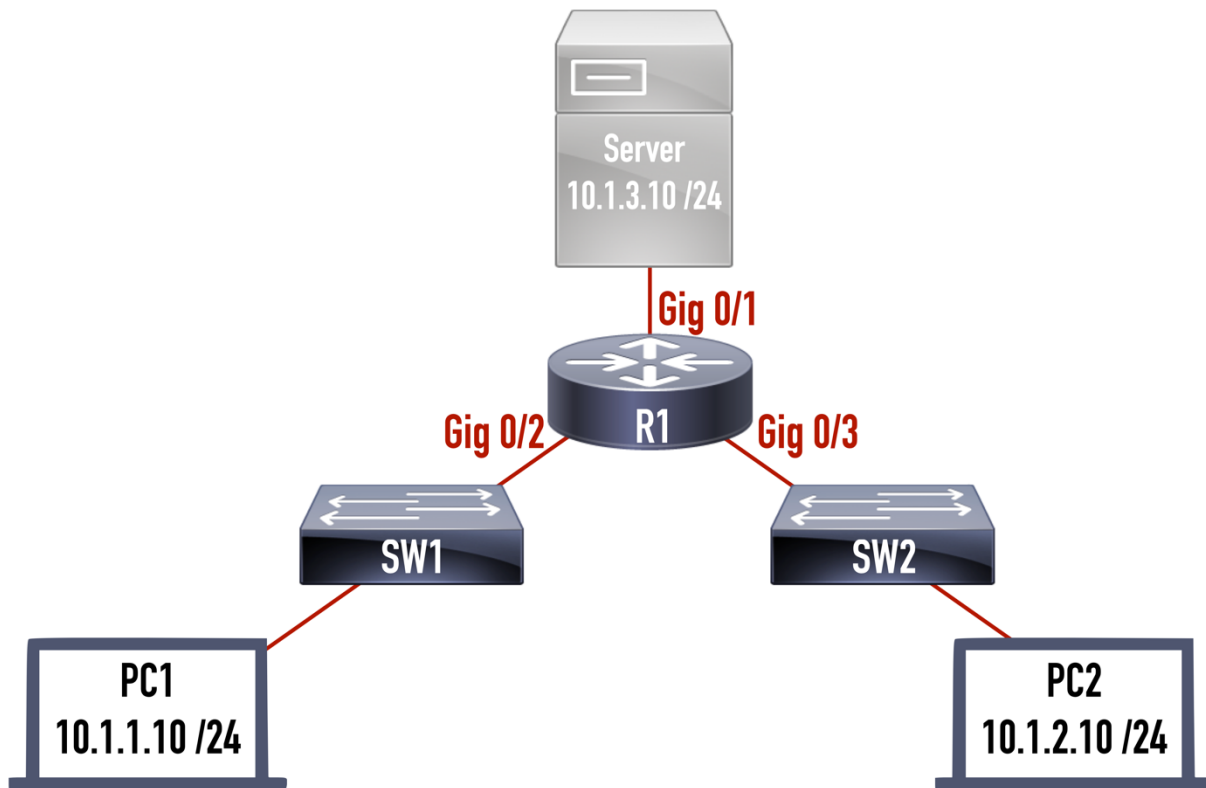 Server
10.1.3.10 /24
Gig 0/1
Gig 0/2
R1
Gig 0/3
SW1
SW2
PC1
10.1.1.10 /24
PC2
10.1.2.10 /24